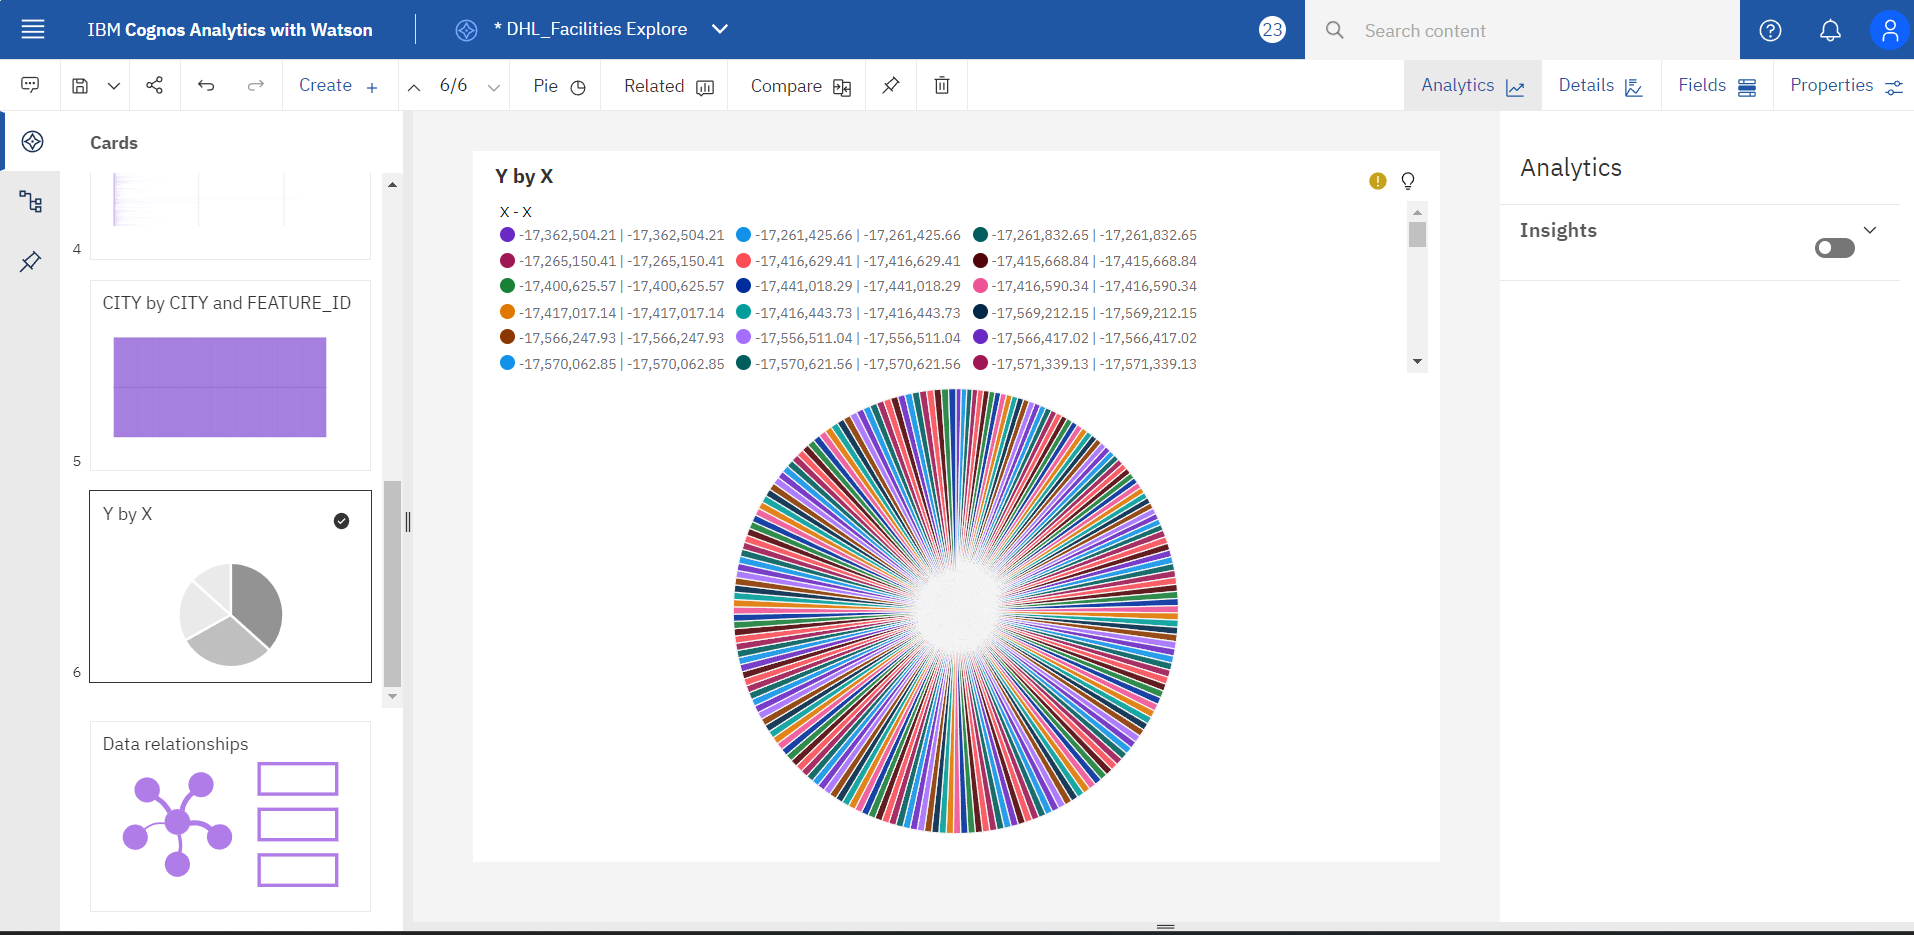 IBM Cognos Analytics with Watson
* DHL_Facilities Explore
23
Search content
Create +
6/6
Pie
Related
Compare
Analytics
Details
Fields
Properties
Cards
4
CITY by CITY and FEATURE_ID
5
Y by X
6
Data relationships
Y by X
X - X
-17,362,504.21 | -17,362,504.21 -17,261,425.66 | -17,261,425.66 -17,261,832.65 | -17,261,832.65
-17,265,150.41 | -17,265,150.41 -17,416,629.41 | -17,416,629.41 -17,415,668.84 | -17,415,668.84
-17,400,625.57 | -17,400,625.57 -17,441,018.29 | -17,441,018.29 -17,416,590.34 | -17,416,590.34
-17,417,017.14 | -17,417,017.14 -17,416,443.73 | -17,416,443.73 -17,569,212.15 | -17,569,212.15
-17,566,247.93 | -17,566,247.93 -17,556,511.04 | -17,556,511.04 -17,566,417.02 | -17,566,417.02
-17,570,062.85 | -17,570,062.85 -17,570,621.56 | -17,570,621.56 -17,571,339.13 | -17,571,339.13
Analytics
Insights